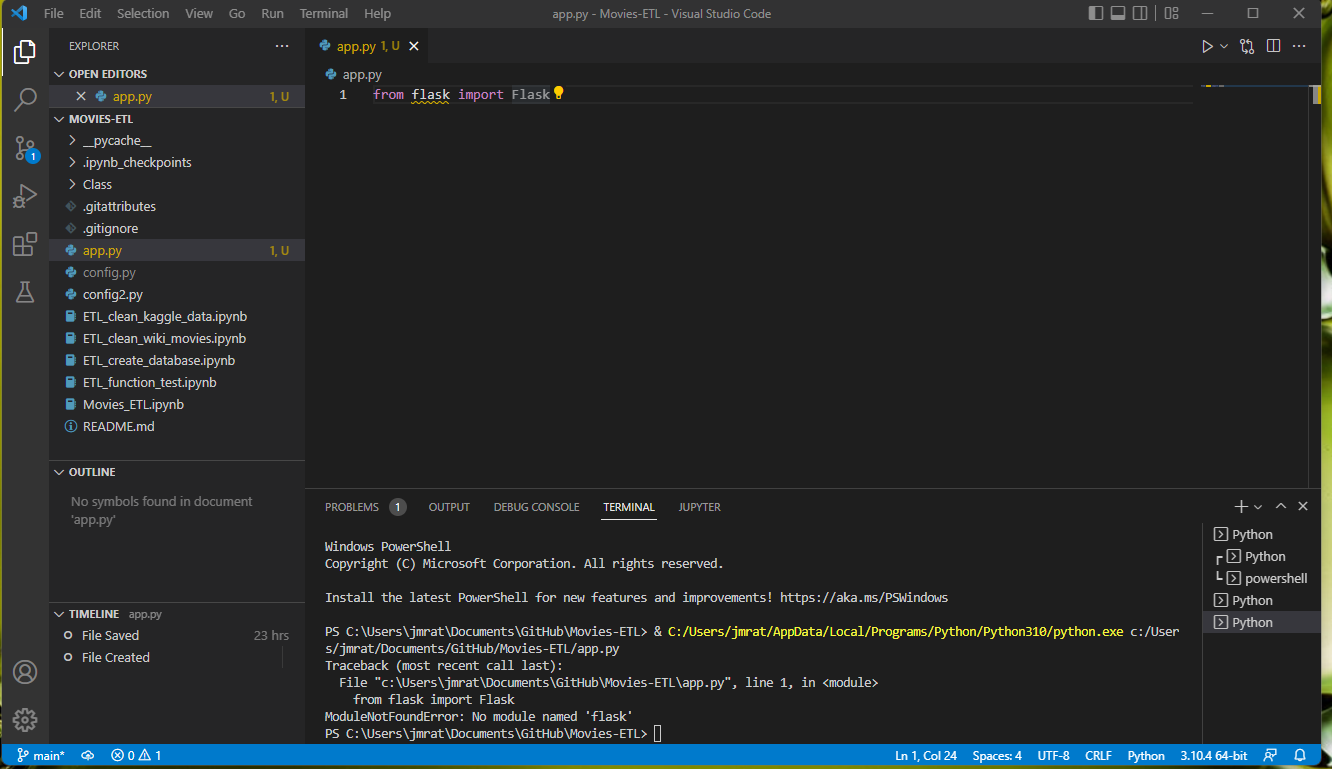 File Edit Selection View Go Run Terminal Help app.py - Movies-ETL - Visual Studio Code
EXPLORER
OPEN EDITORS
app.py 1, U
MOVIES-ETL
__pycache__
.ipynb_checkpoints
Class
.gitattributes
.gitignore
app.py 1, U
config.py
config2.py
ETL_clean_kaggle_data.ipynb
ETL_clean_wiki_movies.ipynb
ETL_create_database.ipynb
ETL_function_test.ipynb
Movies_ETL.ipynb
README.md
OUTLINE
No symbols found in document
'app.py'
TIMELINE app.py
File Saved 23 hrs
File Created
1
app.py 1, U
app.py
1 from flask import Flask
PROBLEMS 1 OUTPUT DEBUG CONSOLE TERMINAL JUPYTER
Windows PowerShell
Copyright (C) Microsoft Corporation. All rights reserved.
Install the latest PowerShell for new features and improvements! https://aka.ms/PSWindows
PS C:\Users\jmrat\Documents\GitHub\Movies-ETL> & C:/Users/jmrat/AppData/Local/Programs/Python/Python310/python.exe c:/User
s/jmrat/Documents/GitHub/Movies-ETL/app.py
Traceback (most recent call last):
File "c:\Users\jmrat\Documents\GitHub\Movies-ETL\app.py", line 1, in <module>
from flask import Flask
ModuleNotFoundError: No module named 'flask'
PS C:\Users\jmrat\Documents\GitHub\Movies-ETL>
Python
Python
powershell
Python
Python
main* 0 1 Ln 1, Col 24 Spaces: 4 UTF-8 CRLF Python 3.10.4 64-bit